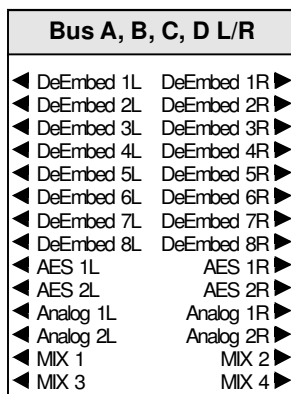 Bus A, B, C, D L/R
DeEmbed 1L DeEmbed 1R
DeEmbed 2L DeEmbed 2R
DeEmbed 3L DeEmbed 3R
DeEmbed 4L DeEmbed 4R
DeEmbed 5L DeEmbed 5R
DeEmbed 6L DeEmbed 6R
DeEmbed 7L DeEmbed 7R
DeEmbed 8L DeEmbed 8R
AES 1L AES 1R
AES 2L AES 2R
Analog 1L Analog 1R
Analog 2L Analog 2R
MIX 1 MIX 2
MIX 3 MIX 4